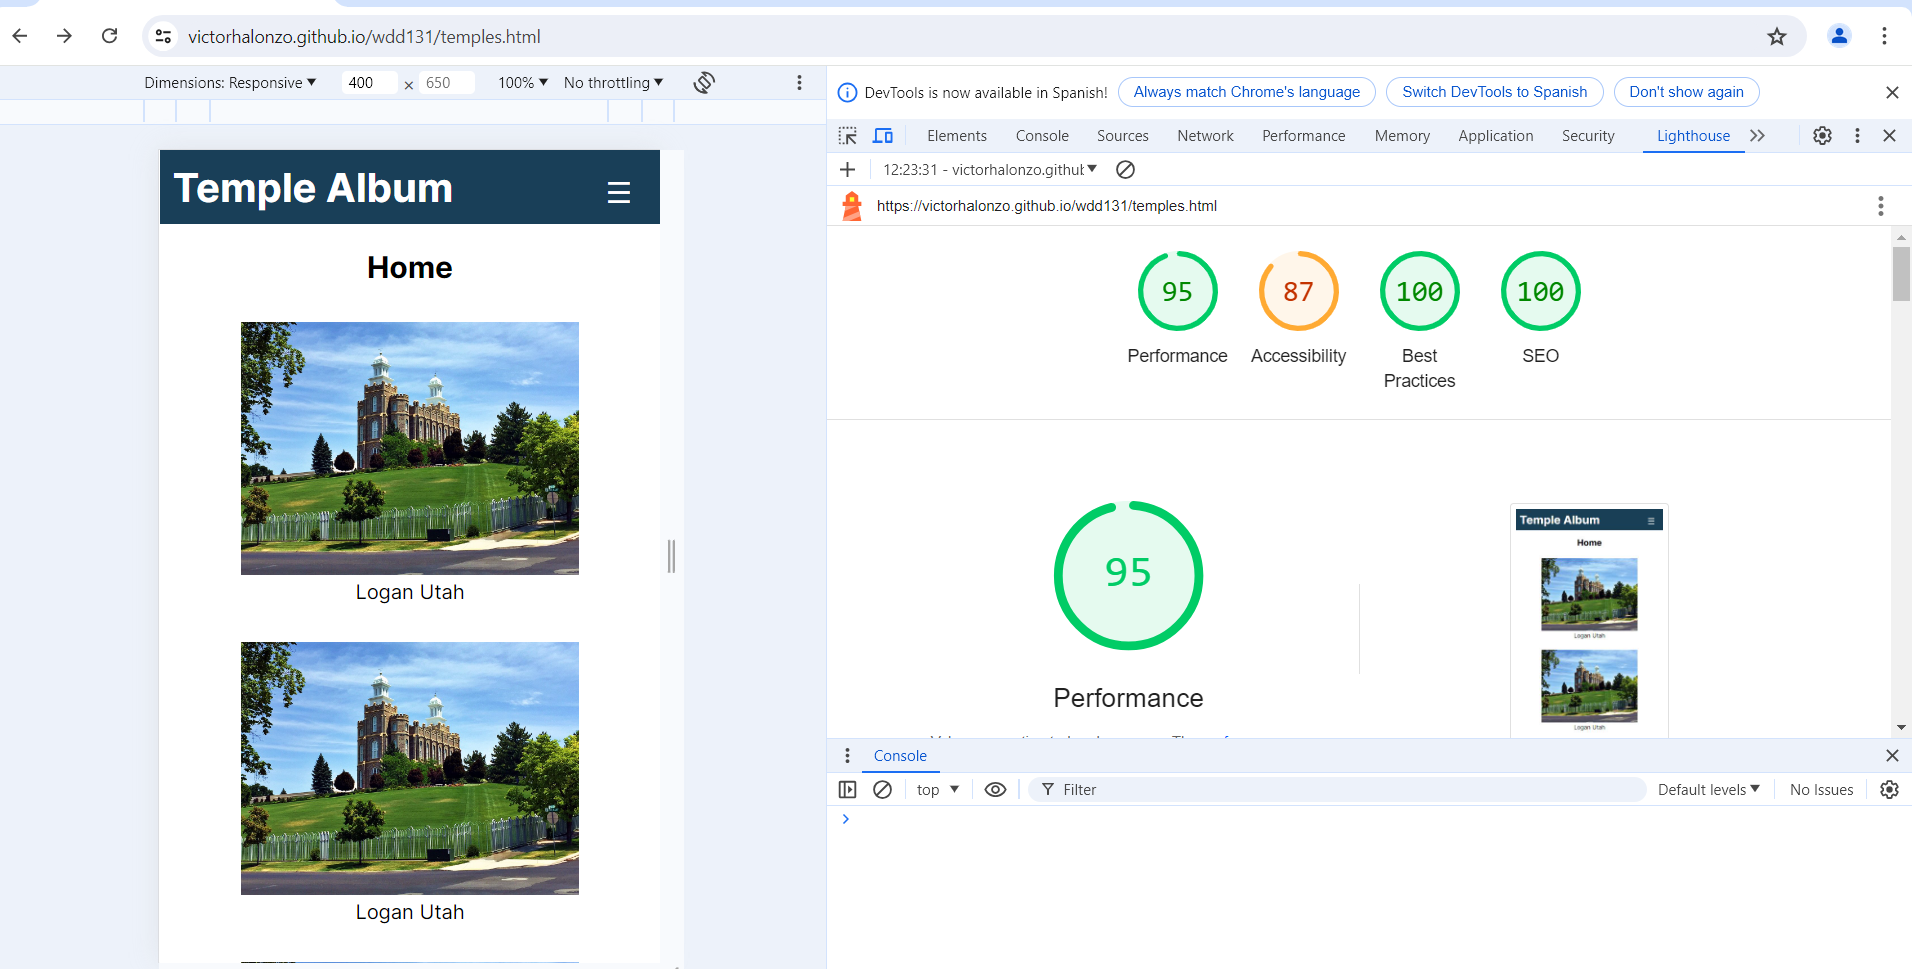 victorhalonzo.github.io/wdd131/temples.html
Dimensions: Responsive 400 × 650 100% No throttling
DevTools is now available in Spanish! Always match Chrome's language Switch DevTools to Spanish Don't show again
Elements Console Sources Network Performance Memory Application Security Lighthouse
12:23:31 - victorhalonzo.githut
https://victorhalonzo.github.io/wdd131/temples.html
Temple Album
Home
Logan Utah
Logan Utah
95 87 100 100
Performance Accessibility Best Practices SEO
95
Performance
Temple Album
Home
Logan Utah
Logan Utah
Console
top Filter Default levels No Issues